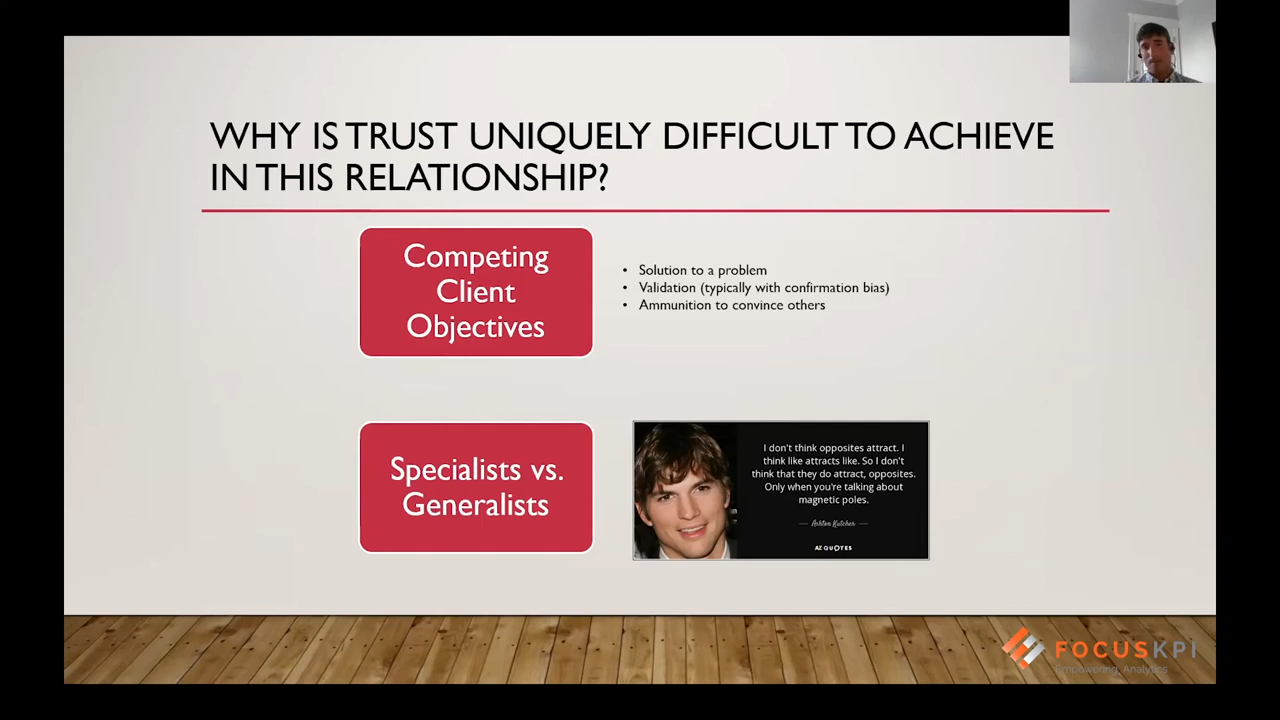 WHY IS TRUST UNIQUELY DIFFICULT TO ACHIEVE
IN THIS RELATIONSHIP?
Competing
Client
Objectives
• Solution to a problem
• Validation (typically with confirmation bias)
• Ammunition to convince others
Specialists vs.
Generalists
I don't think opposites attract. I
think like attracts like. So I don't
think that they do attract, opposites.
Only when you're talking about
magnetic poles.
— Ashton Kutcher —
AZ QUOTES
FOCUSKPI
Empowering Analytics